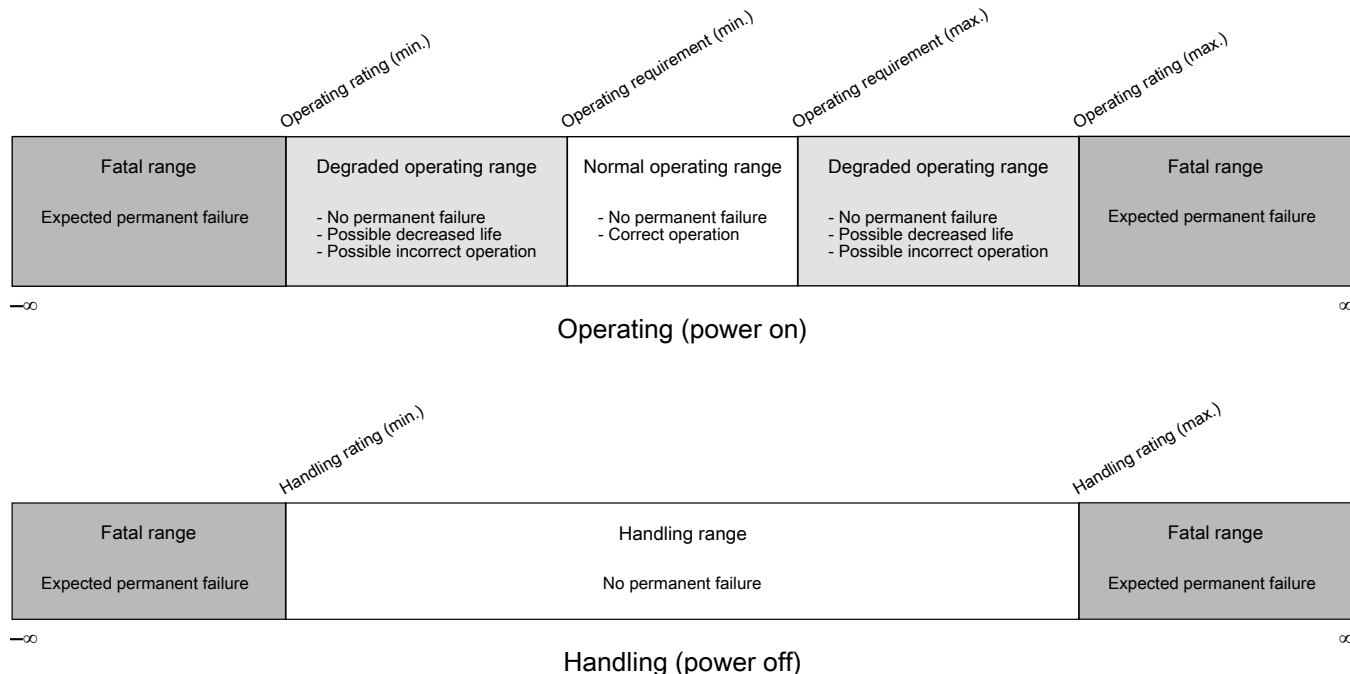 Operating rating (min.)
Operating requirement (min.)
Operating requirement (max.)
Operating rating (max.)
Fatal range
Degraded operating range
Normal operating range
Degraded operating range
Fatal range
Expected permanent failure
- No permanent failure
- Possible decreased life
- Possible incorrect operation
- No permanent failure
- Correct operation
- No permanent failure
- Possible decreased life
- Possible incorrect operation
Expected permanent failure
−∞
∞
Operating (power on)
Handling rating (min.)
Handling rating (max.)
Fatal range
Handling range
Fatal range
Expected permanent failure
No permanent failure
Expected permanent failure
−∞
∞
Handling (power off)